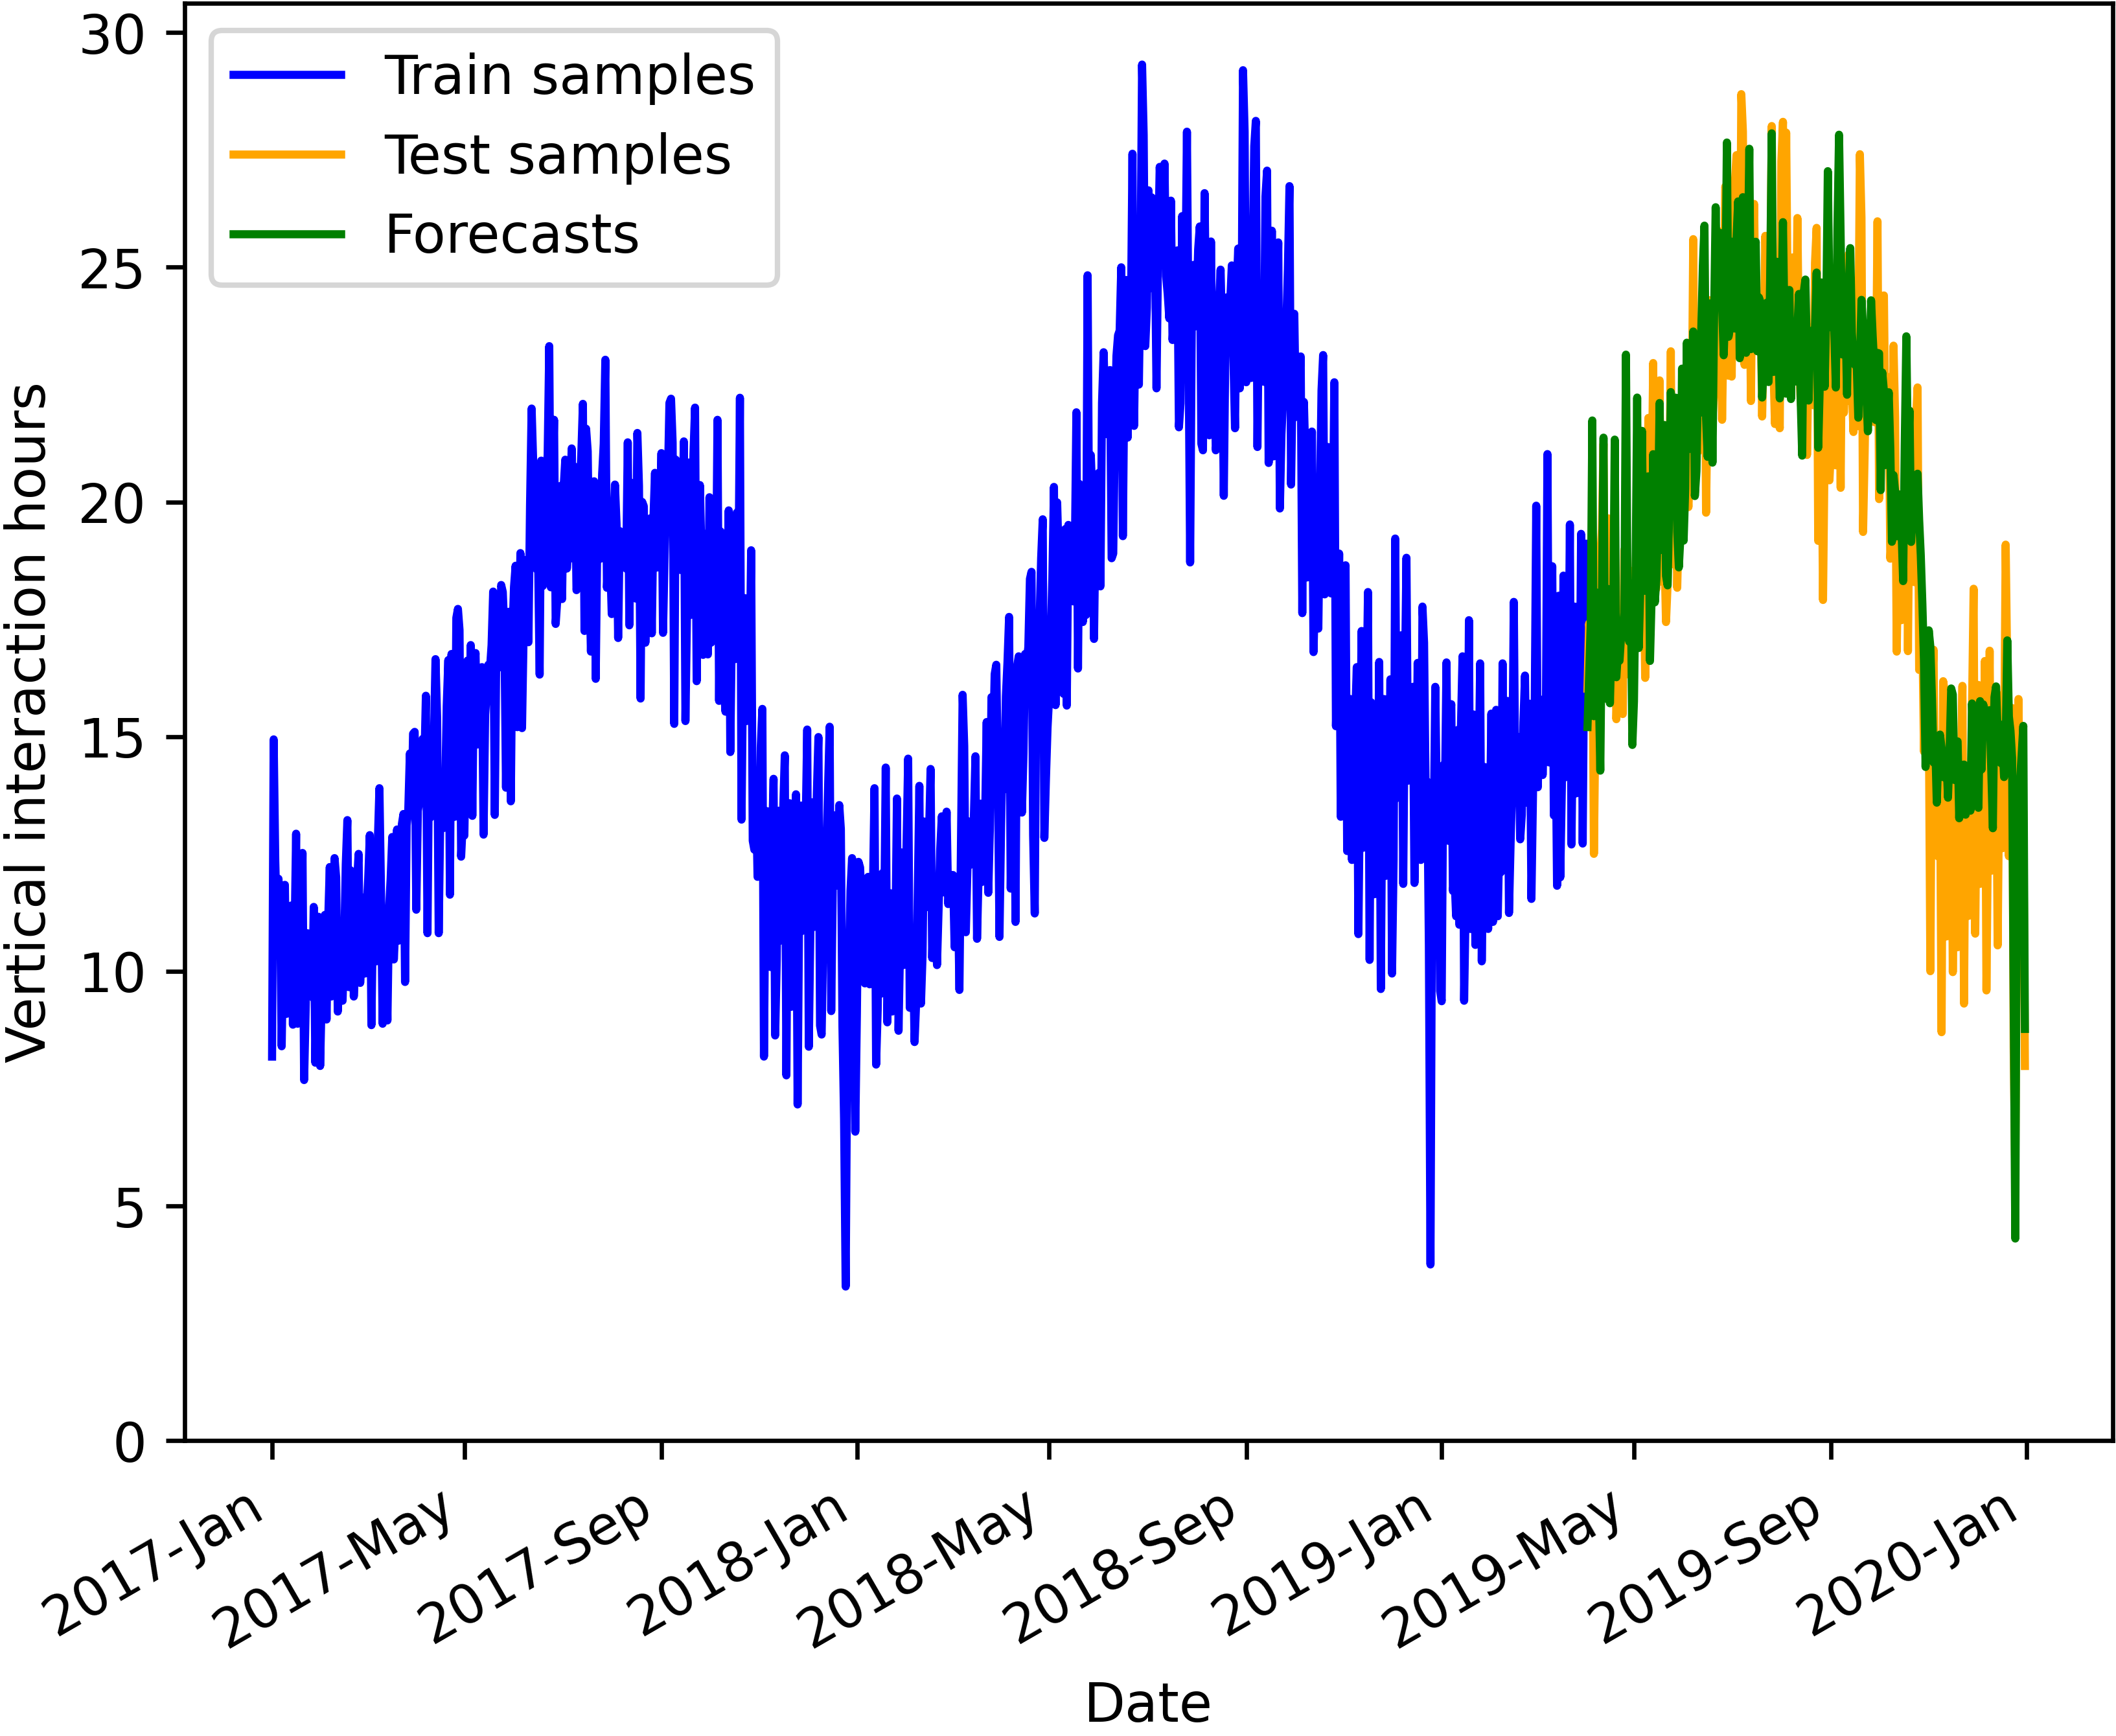 30
25
20
15
10
5
0
Vertical interaction hours
Train samples
Test samples
Forecasts
2017-Jan
2017-May
2017-Sep
2018-Jan
2018-May
2018-Sep
2019-Jan
2019-May
2019-Sep
2020-Jan
Date